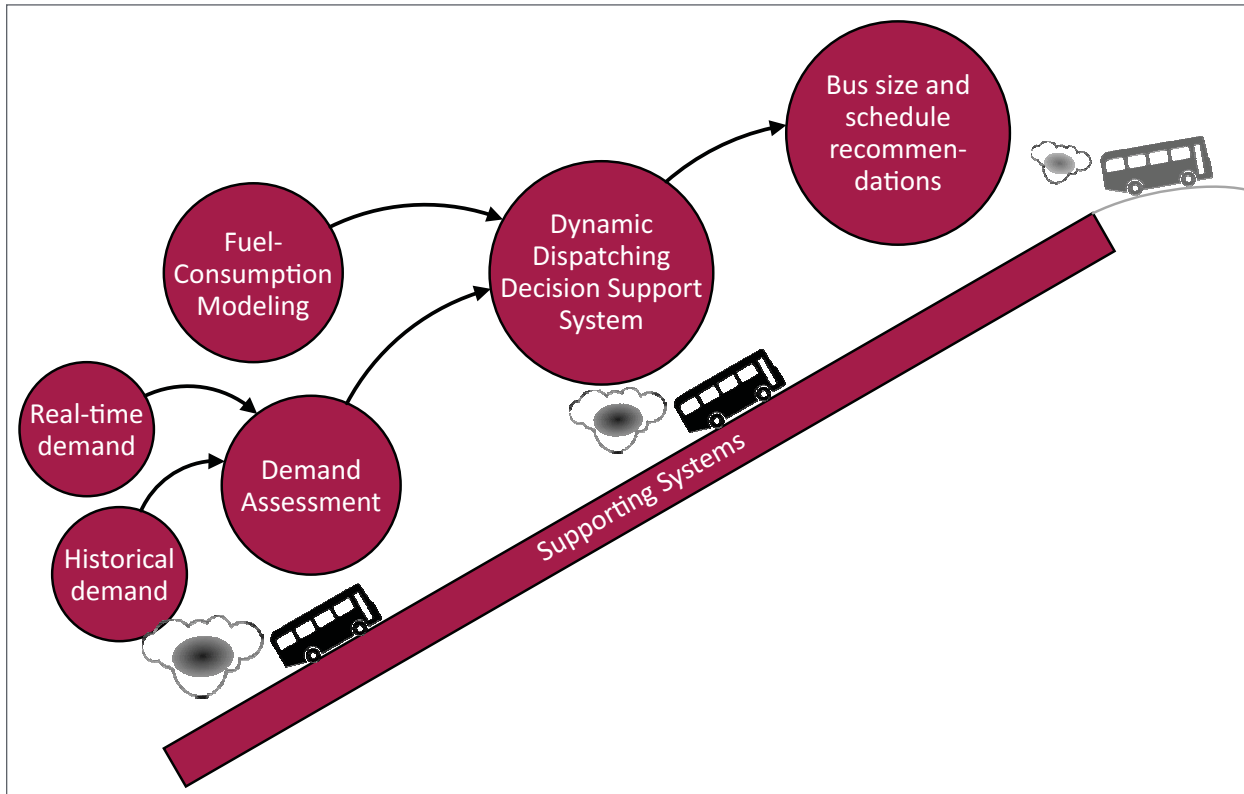 Bus size and
schedule
recommen-
dations
Dynamic
Dispatching
Decision Support
System
Fuel-
Consumption
Modeling
Real-time
demand
Demand
Assessment
Historical
demand
Supporting Systems